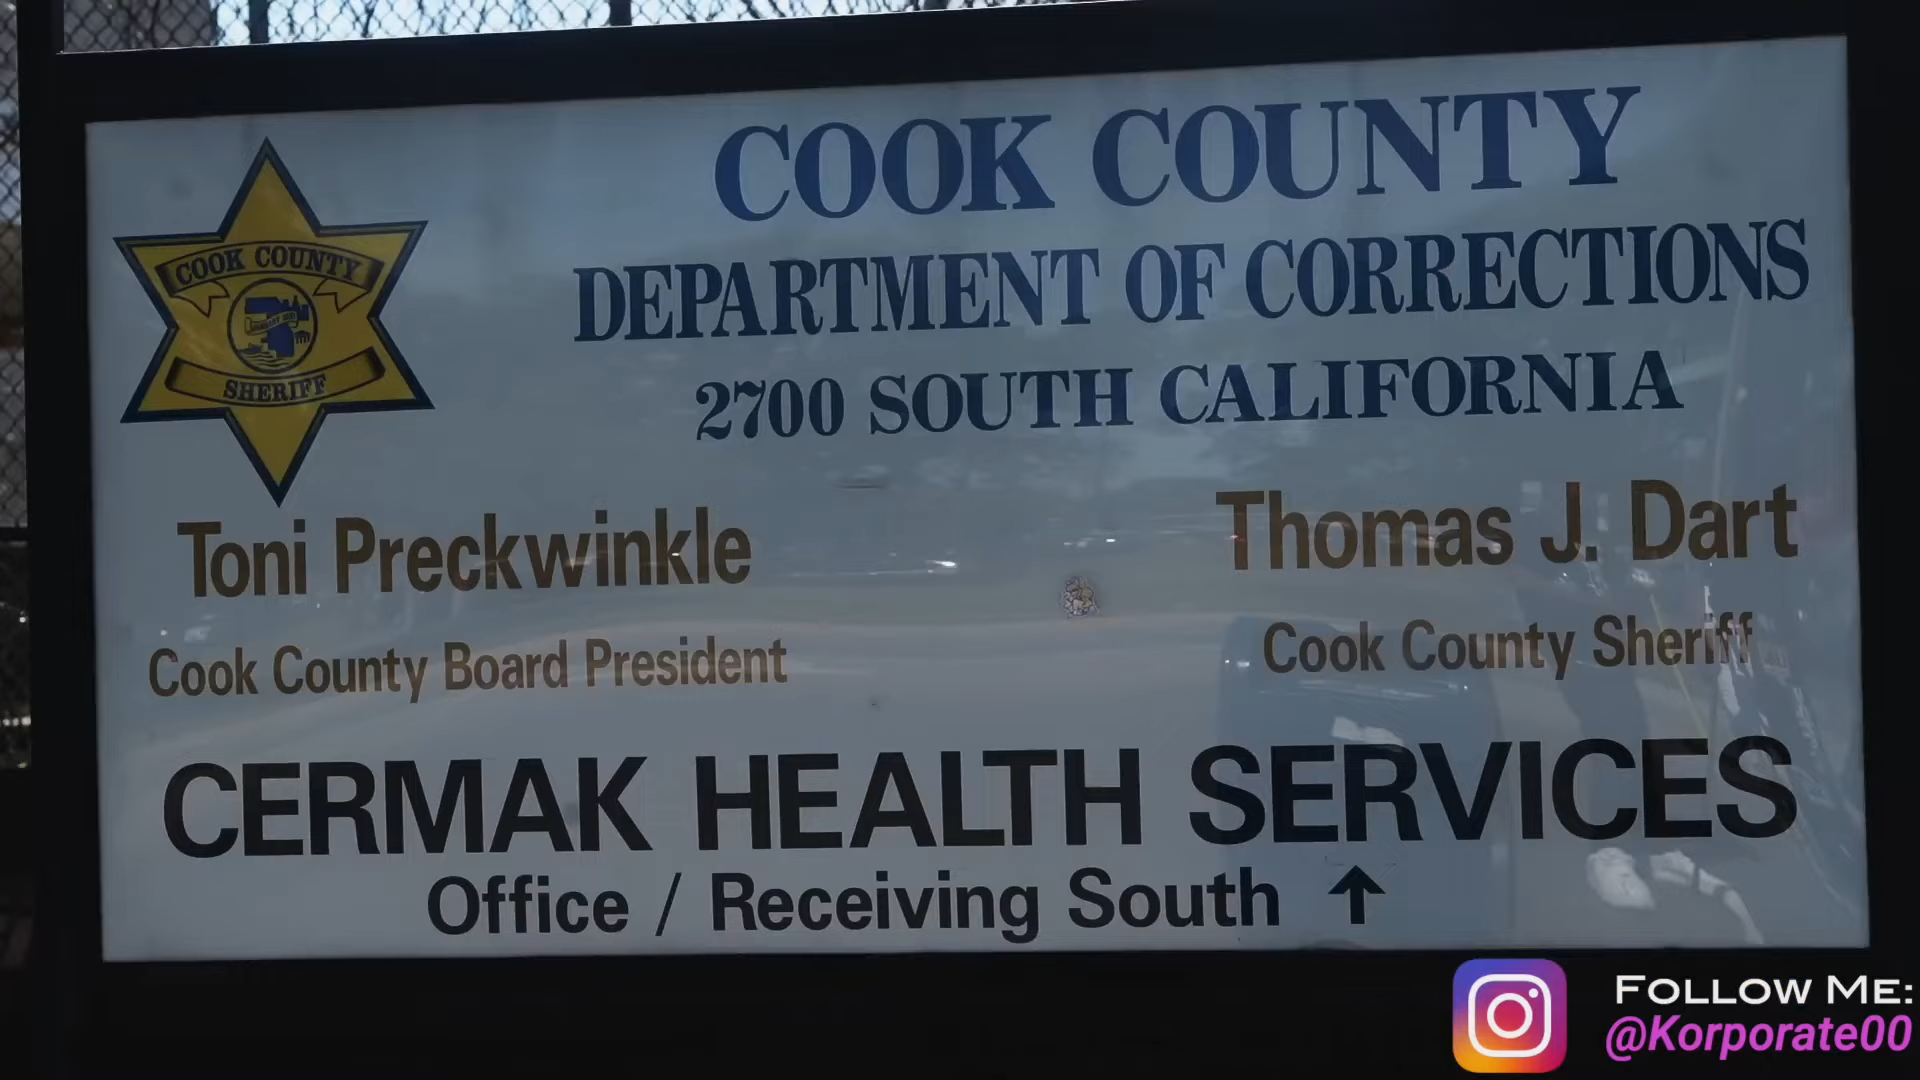 COOK COUNTY
DEPARTMENT OF CORRECTIONS
2700 SOUTH CALIFORNIA
COOK COUNTY
SHERIFF
Toni Preckwinkle
Thomas J. Dart
Cook County Board President
Cook County Sheriff
CERMAK HEALTH SERVICES
Office / Receiving South ↑
FOLLOW ME:
@Korporate00